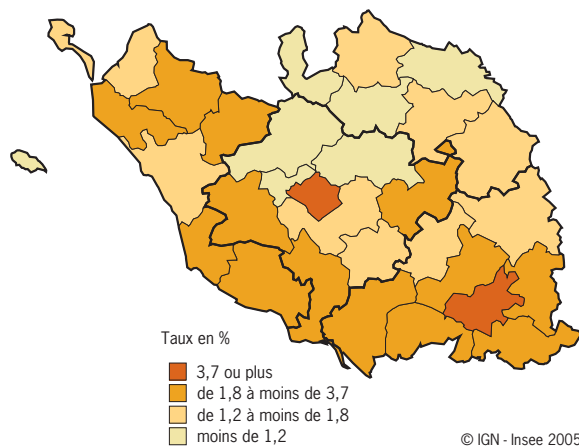 Taux en %
3,7 ou plus
de 1,8 à moins de 3,7
de 1,2 à moins de 1,8
moins de 1,2
© IGN - Insee 2005